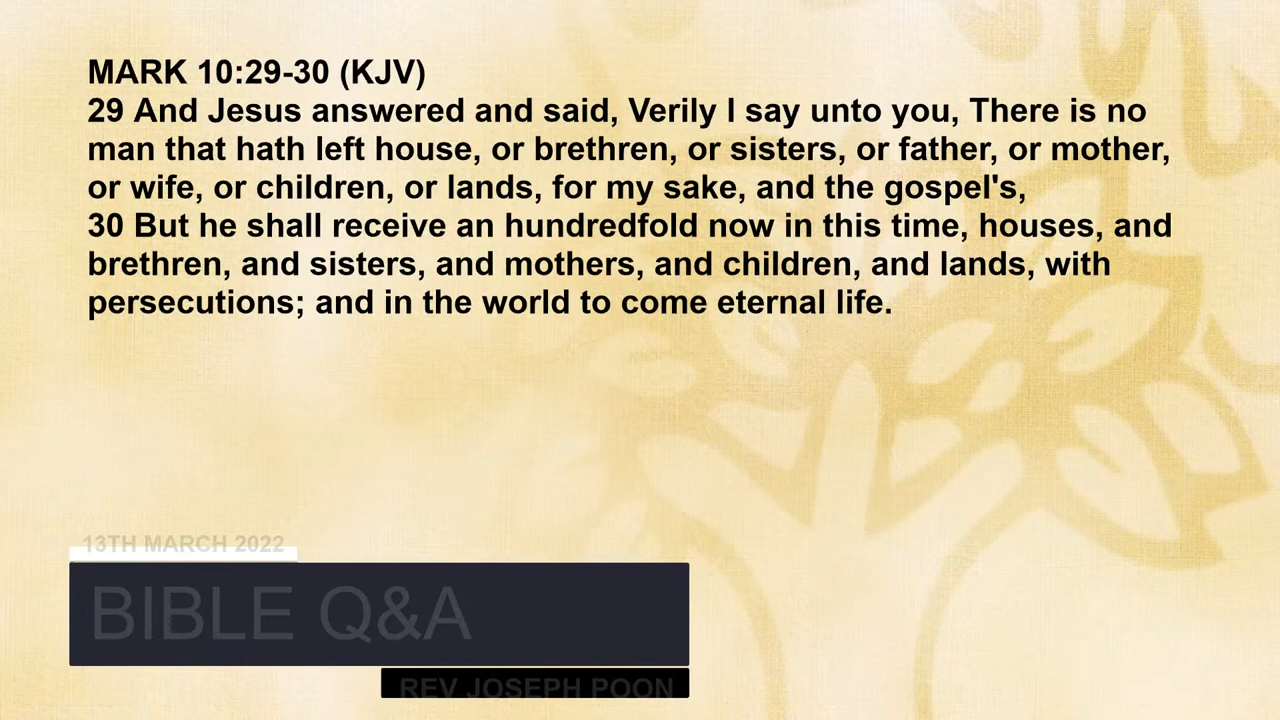 MARK 10:29-30 (KJV)
29 And Jesus answered and said, Verily I say unto you, There is no
man that hath left house, or brethren, or sisters, or father, or mother,
or wife, or children, or lands, for my sake, and the gospel's,
30 But he shall receive an hundredfold now in this time, houses, and
brethren, and sisters, and mothers, and children, and lands, with
persecutions; and in the world to come eternal life.
13TH MARCH 2022
BIBLE Q&A
REV JOSEPH POON